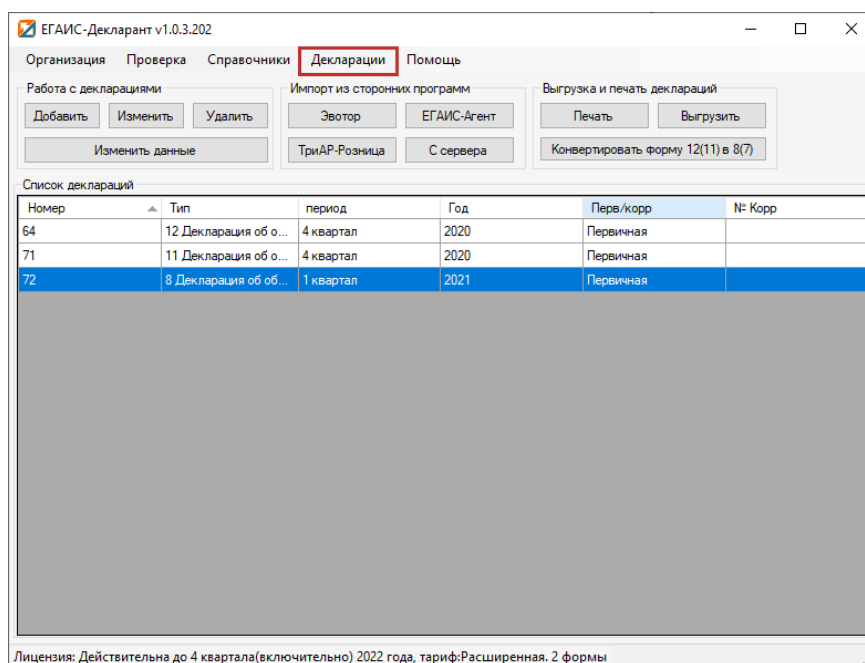 ЕГАИС-Декларант v1.0.3.202
Организация Проверка Справочники Декларации Помощь
Работа с декларациями Импорт из сторонних программ Выгрузка и печать деклараций
Добавить Изменить Удалить Эвотор ЕГАИС-Агент Печать Выгрузить
Изменить данные ТриАР-Розница С сервера Конвертировать форму 12(11) в 8(7)
Список деклараций
Номер Тип период Год Перв/корр № Корр
64 12 Декларация об о... 4 квартал 2020 Первичная
71 11 Декларация об о... 4 квартал 2020 Первичная
72 8 Декларация об об... 1 квартал 2021 Первичная
Лицензия: Действительна до 4 квартала(включительно) 2022 года, тариф:Расширенная. 2 формы